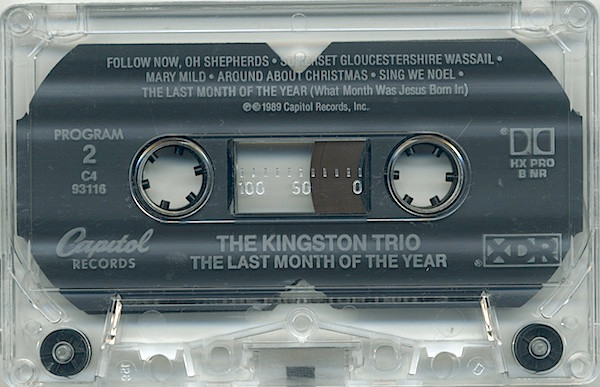 FOLLOW NOW, OH SHEPHERDS • SOMERSET GLOUCESTERSHIRE WASSAIL •
MARY MILD • AROUND ABOUT CHRISTMAS • SING WE NOEL •
THE LAST MONTH OF THE YEAR (What Month Was Jesus Born In)
℗©1989 Capitol Records, Inc.
PROGRAM
2
C4
93116
100 50 0
® DD
HX PRO
B NR
Capitol
RECORDS
THE KINGSTON TRIO
THE LAST MONTH OF THE YEAR
® XDR